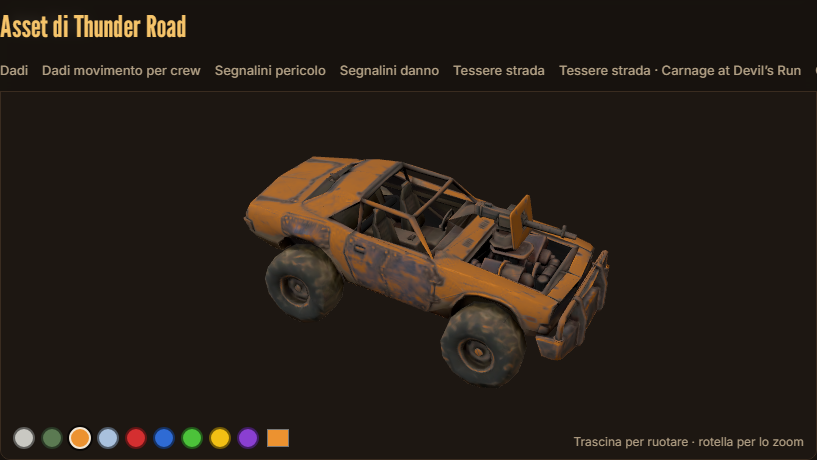 Asset di Thunder Road
Dadi Dadi movimento per crew Segnalini pericolo Segnalini danno Tessere strada Tessere strada · Carnage at Devil's Run
Trascina per ruotare · rotella per lo zoom